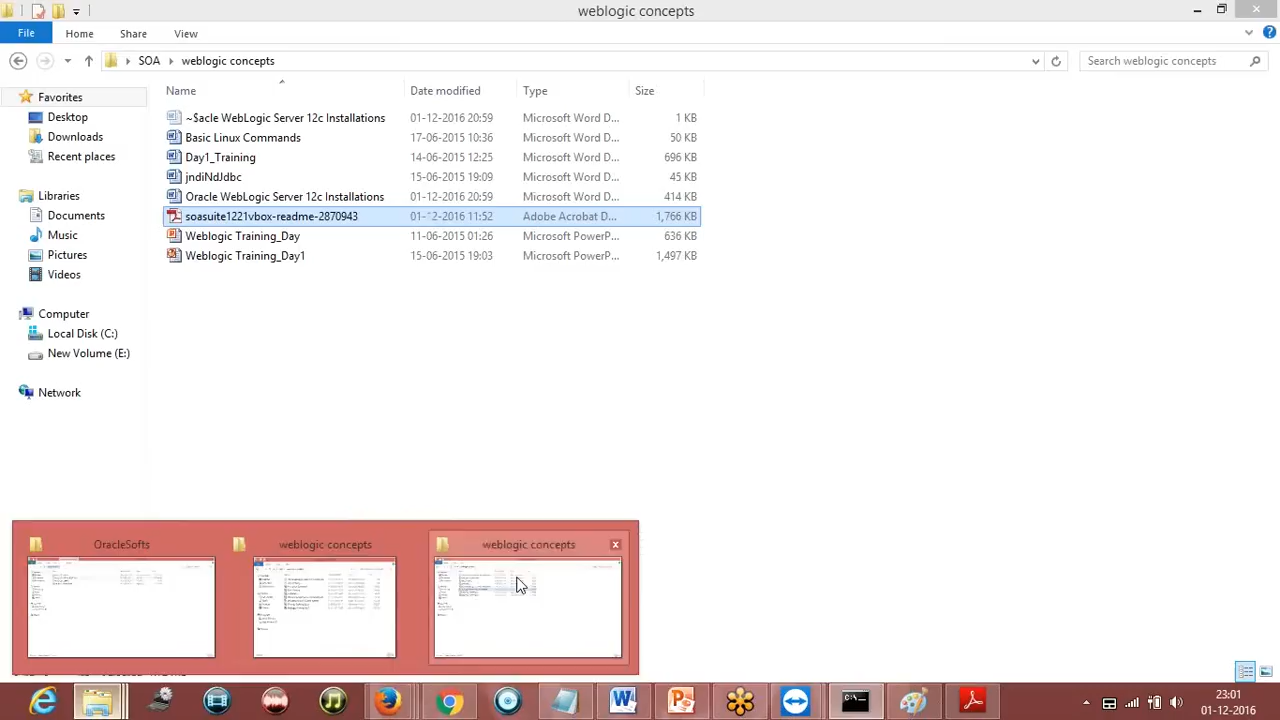 weblogic concepts
File Home Share View
SOA weblogic concepts
Search weblogic concepts
Name Date modified Type Size
Favorites
Desktop
Downloads
Recent places
Libraries
Documents
Music
Pictures
Videos
Computer
Local Disk (C:)
New Volume (E:)
Network
~$acle WebLogic Server 12c Installations 01-12-2016 20:59 Microsoft Word D... 1 KB
Basic Linux Commands 17-06-2015 10:36 Microsoft Word D... 50 KB
Day1_Training 14-06-2015 12:25 Microsoft Word D... 696 KB
jndiNdJdbc 15-06-2015 19:09 Microsoft Word D... 45 KB
Oracle WebLogic Server 12c Installations 01-12-2016 20:59 Microsoft Word D... 414 KB
soasuite1221vbox-readme-2870943 01-12-2016 11:52 Adobe Acrobat D... 1,766 KB
Weblogic Training_Day 11-06-2015 01:26 Microsoft PowerP... 636 KB
Weblogic Training_Day1 15-06-2015 19:03 Microsoft PowerP... 1,497 KB
OracleSofts
weblogic concepts
weblogic concepts
23:01
01-12-2016